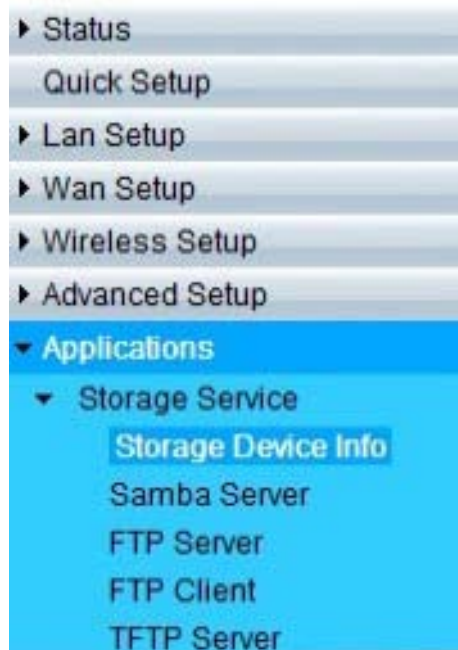 Status
Quick Setup
Lan Setup
Wan Setup
Wireless Setup
Advanced Setup
Applications
Storage Service
Storage Device Info
Samba Server
FTP Server
FTP Client
TFTP Server